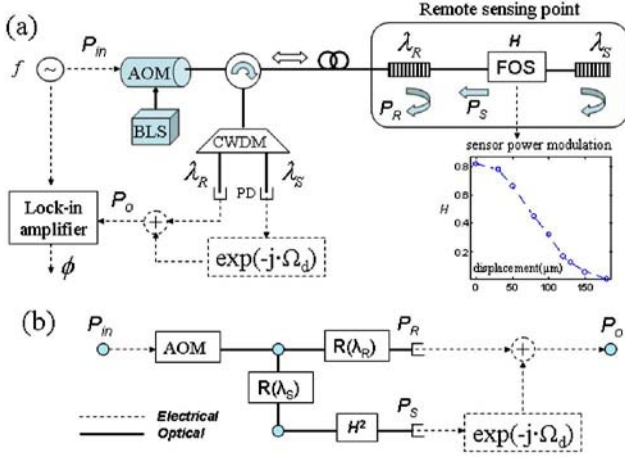 Remote sensing point
(a)
P_in
λ_R
H
λ_S
f
~
AOM
FOS
P_R
P_S
BLS
CWDM
sensor power modulation
λ_R
PD
λ_S
P_o
Lock-in
amplifier
+
exp(-j·Ω_d)
ϕ
0.8
0.6
H
0.4
0.2
displacement(µm)
0 50 100 150
(b)
P_in
P_R
P_o
AOM
R(λ_R)
+
R(λ_S)
P_S
H²
exp(-j·Ω_d)
Electrical
Optical